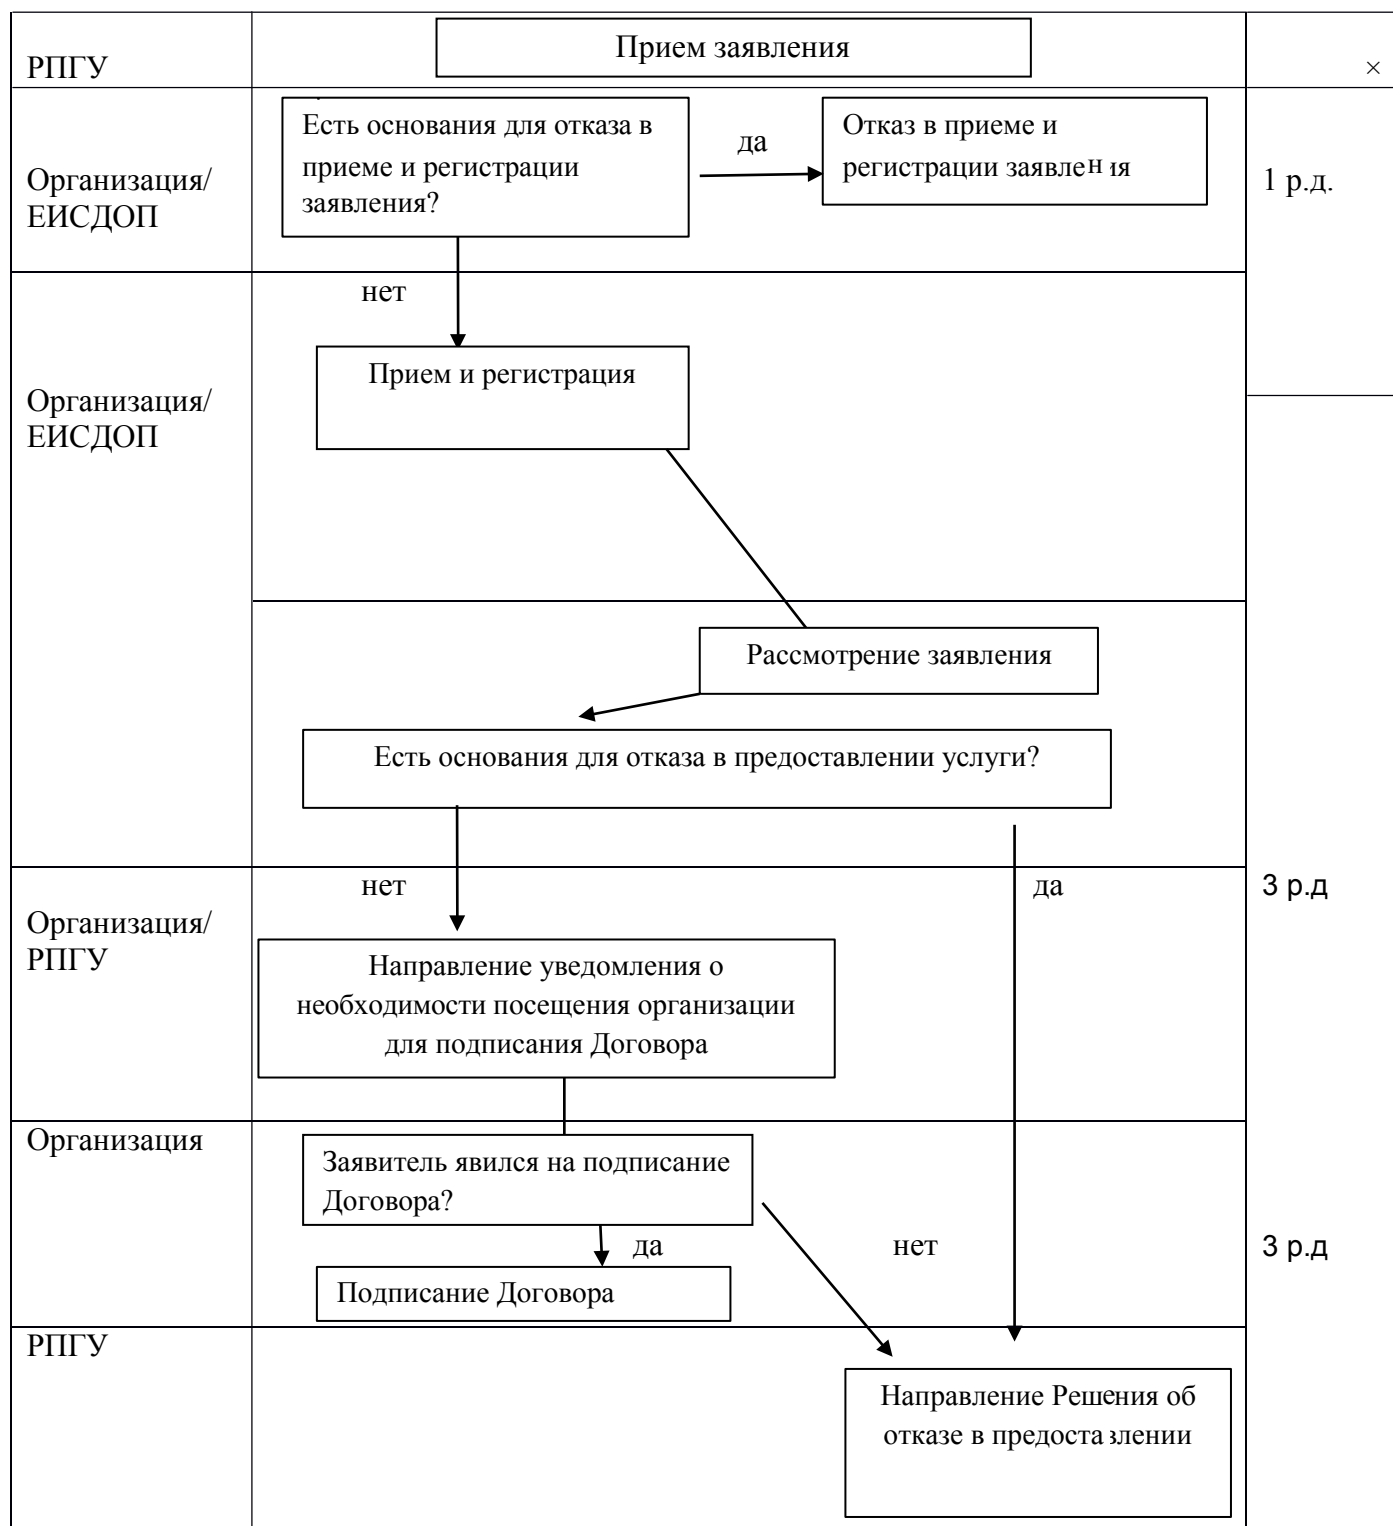 Прием заявления
РПГУ
×
Есть основания для отказа в
приеме и регистрации
заявления?
да
Отказ в приеме и
регистрации заявления
Организация/
ЕИСДОП
1 р.д.
нет
Прием и регистрация
Организация/
ЕИСДОП
Рассмотрение заявления
Есть основания для отказа в предоставлении услуги?
нет
да
3 р.д
Организация/
РПГУ
Направление уведомления о
необходимости посещения организации
для подписания Договора
Организация
Заявитель явился на подписание
Договора?
да
нет
3 р.д
Подписание Договора
РПГУ
Направление Решения об
отказе в предоставлении